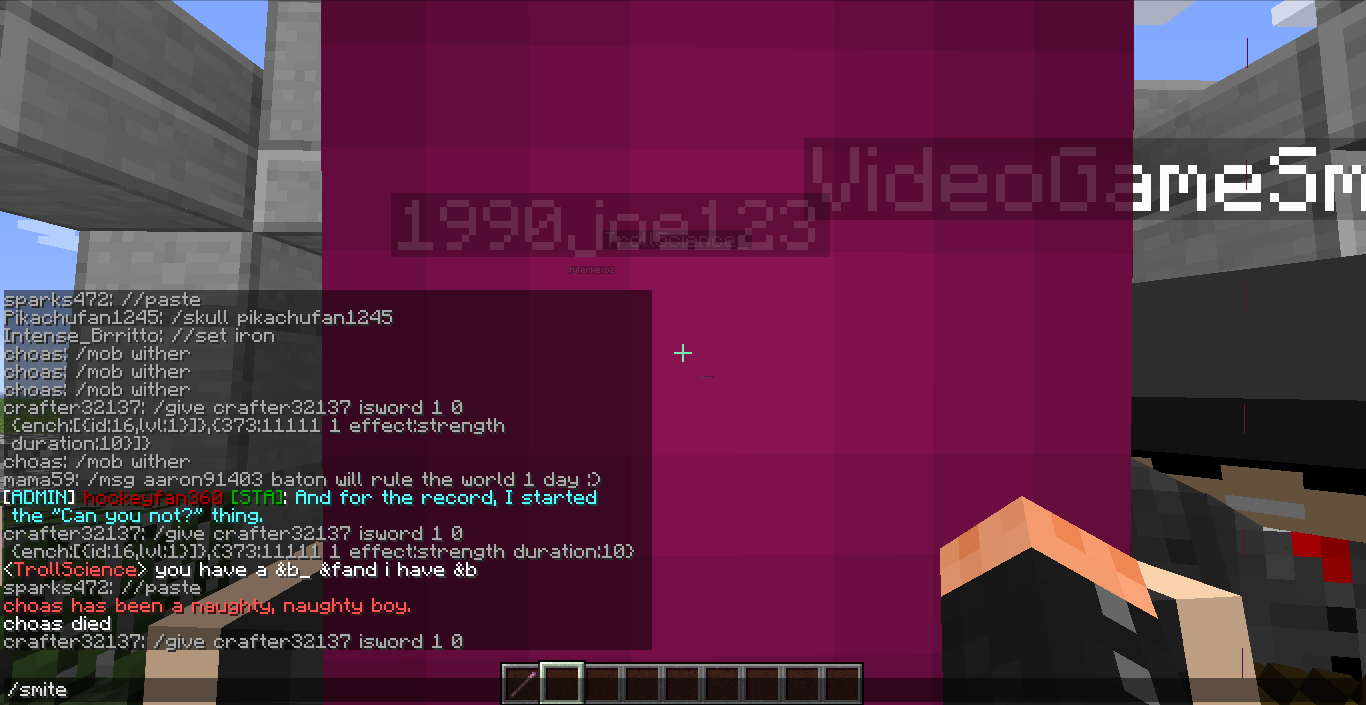 VideoGameSm
1990_joe123
TrollScience
sparks472: //paste
Pikachufan1245: /skull pikachufan1245
Intense_Brritto: //set iron
choas: /mob wither
choas: /mob wither
choas: /mob wither
crafter32137: /give crafter32137 isword 1 0
{ench:[{id:16,lvl:1}]},{373:11111 1 effect:strength
duration:10}]}
choas: /mob wither
mama59: /msg aaron91403 baton will rule the world 1 day :)
[ADMIN] hockeyfan360 [STA]: And for the record, I started
the "Can you not?" thing.
crafter32137: /give crafter32137 isword 1 0
{ench:[{id:16,lvl:1}]},{373:11111 1 effect:strength duration:10}
<TrollScience> you have a &b_ &fand i have &b
sparks472: //paste
choas has been a naughty, naughty boy.
choas died
crafter32137: /give crafter32137 isword 1 0
/smite